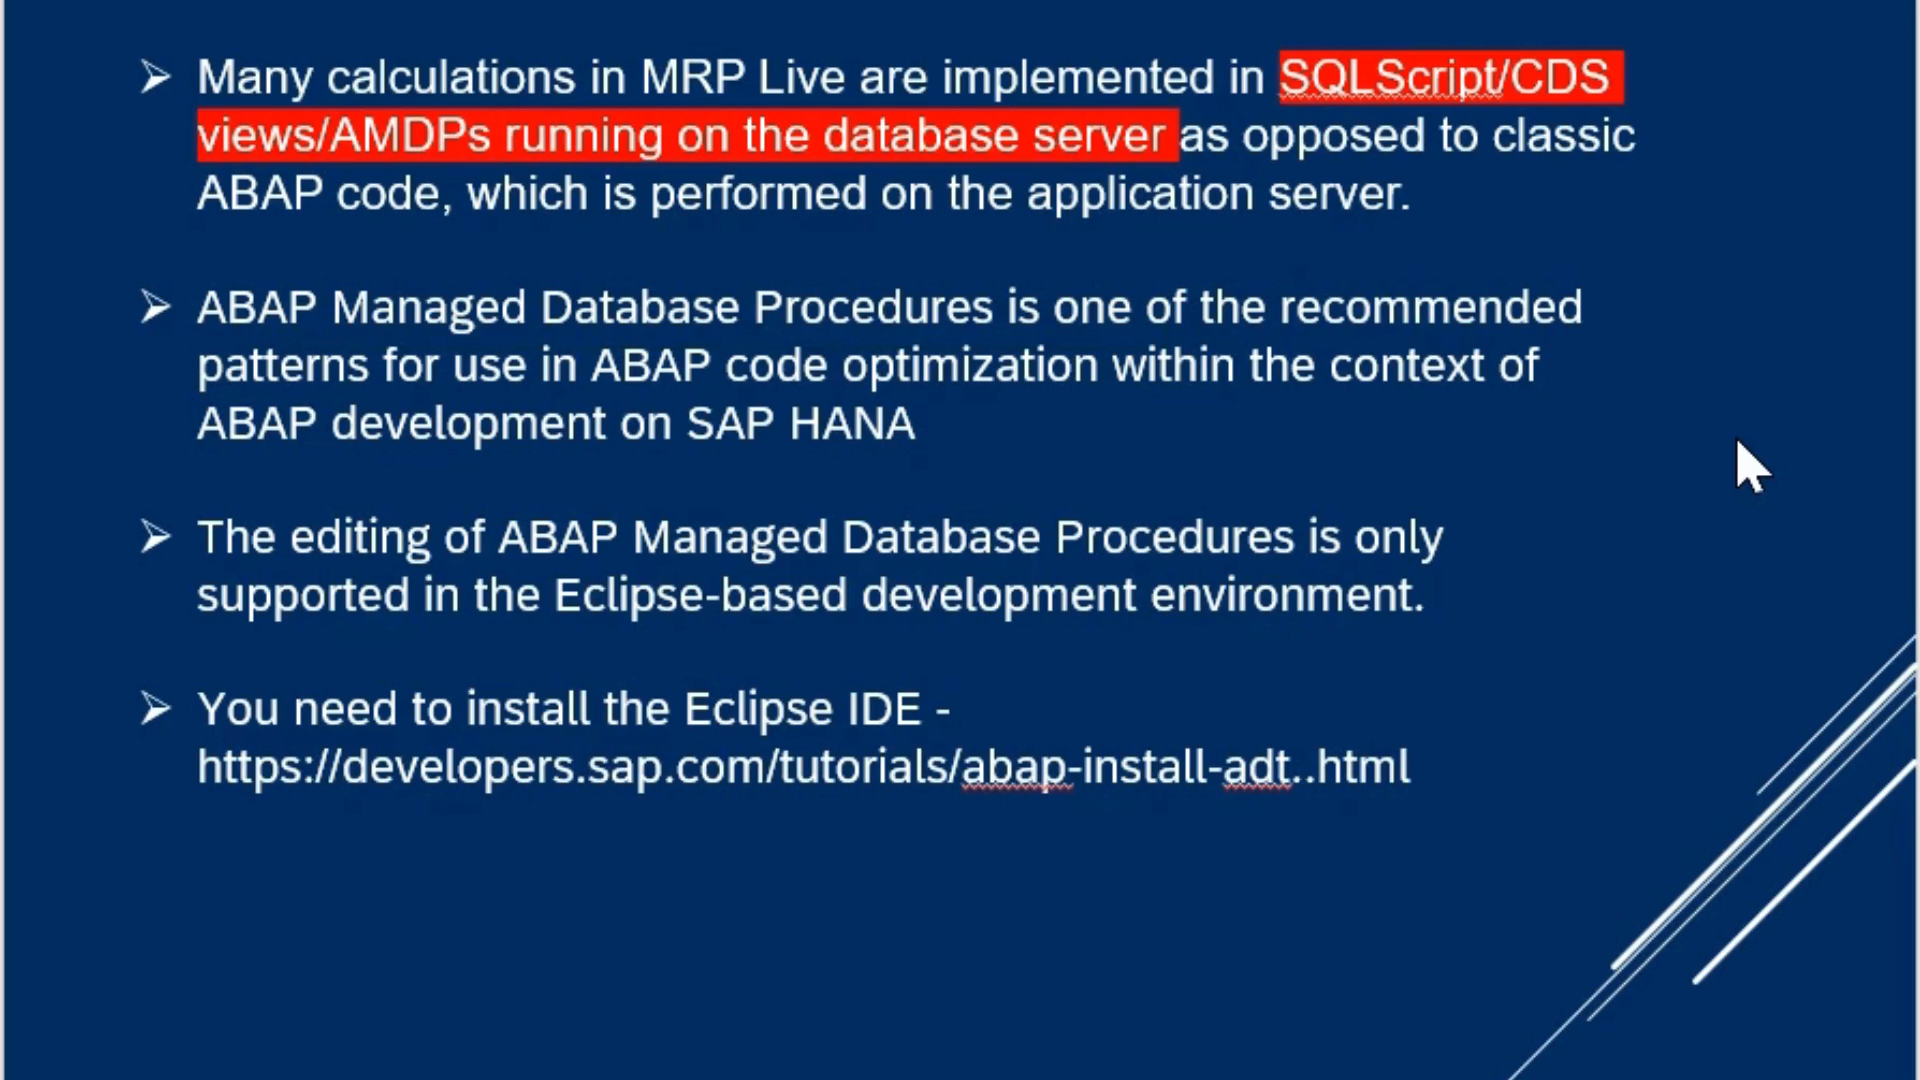 Many calculations in MRP Live are implemented in SQLScript/CDS
views/AMDPs running on the database server as opposed to classic
ABAP code, which is performed on the application server.
ABAP Managed Database Procedures is one of the recommended
patterns for use in ABAP code optimization within the context of
ABAP development on SAP HANA
The editing of ABAP Managed Database Procedures is only
supported in the Eclipse-based development environment.
You need to install the Eclipse IDE -
https://developers.sap.com/tutorials/abap-install-adt..html